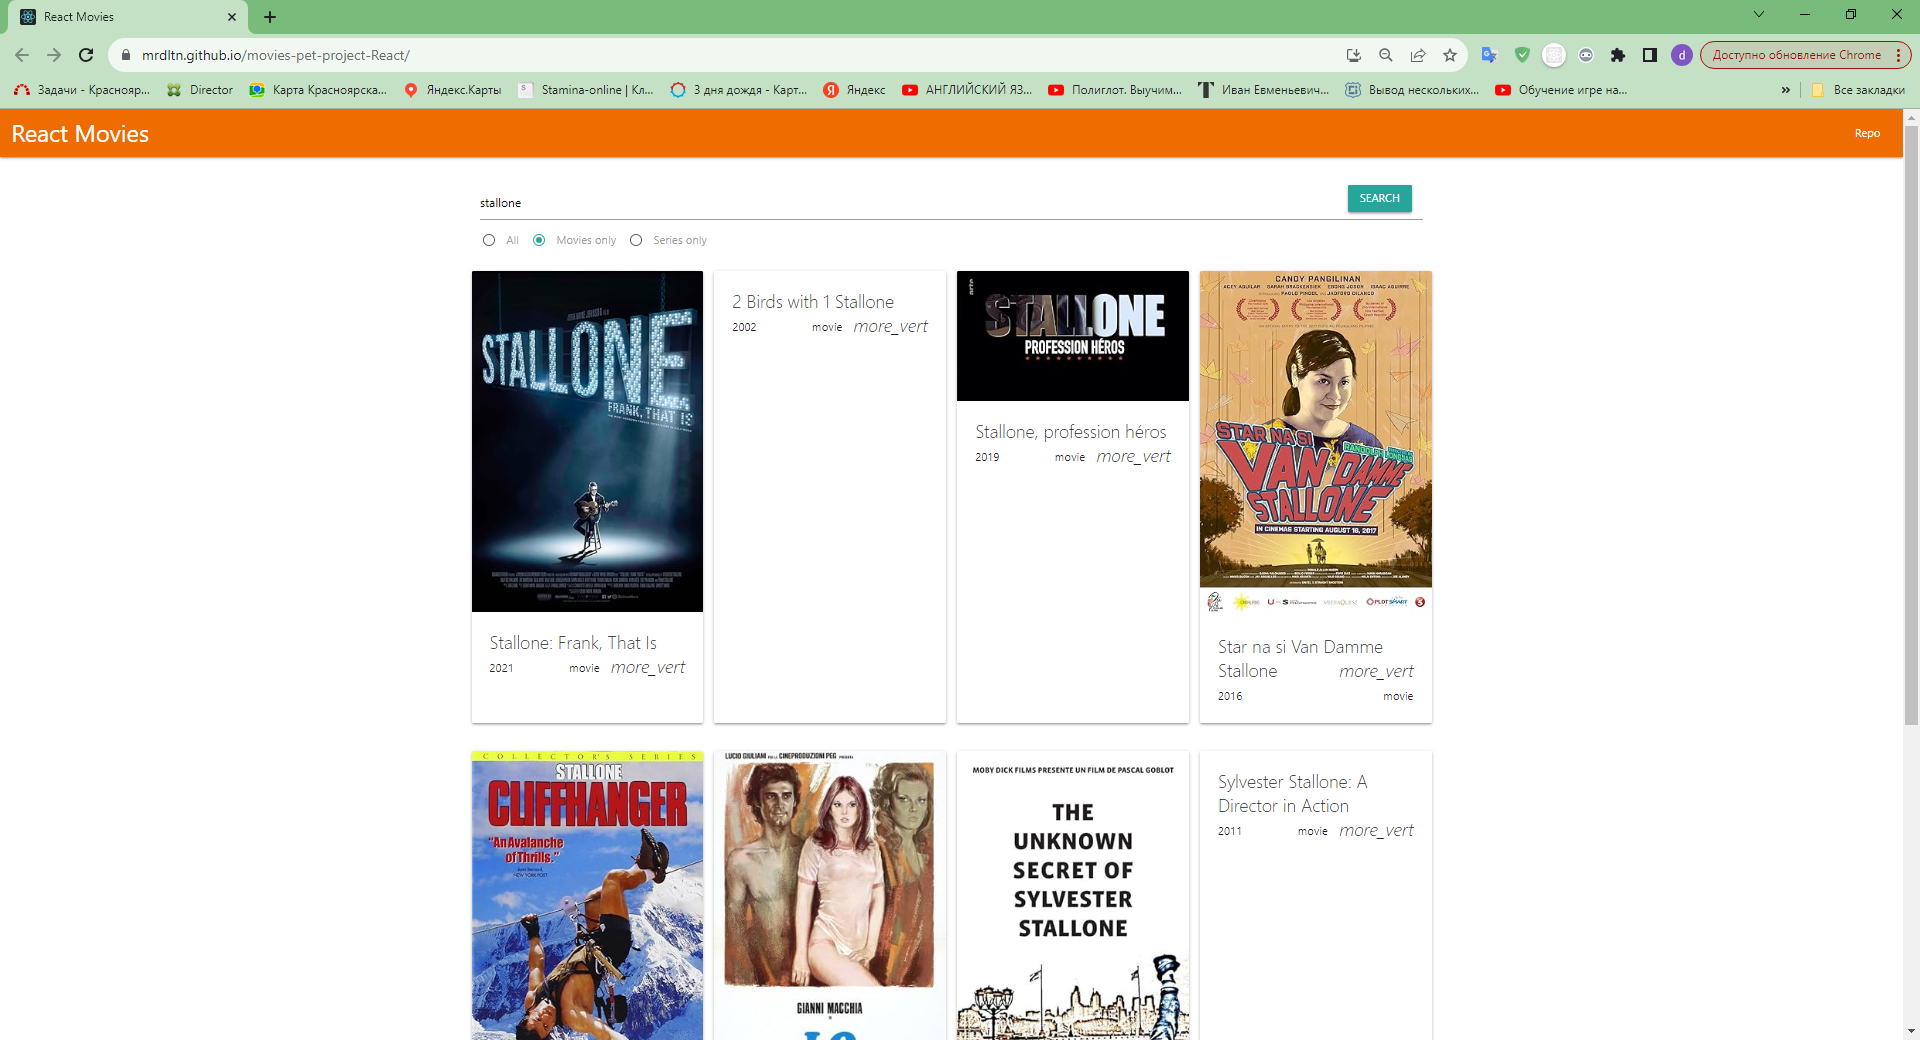 React Movies
mrdltn.github.io/movies-pet-project-React/
d
Доступно обновление Chrome
Задачи - Краснояр...
Director
Карта Красноярска...
Яндекс.Карты
Stamina-online | Кл...
3 дня дождя - Карт...
Яндекс
АНГЛИЙСКИЙ ЯЗ...
Полиглот. Выучим...
Иван Евменьевич...
Вывод нескольких...
Обучение игре на...
»
Все закладки
React Movies
Repo
stallone
SEARCH
All
Movies only
Series only
STALLONE
FRANK, THAT IS
Stallone: Frank, That Is
2021 movie more_vert
2 Birds with 1 Stallone
2002 movie more_vert
arte
STALLONE
PROFESSION HÉROS
Stallone, profession héros
2019 movie more_vert
CANDY PANGILINAN
STAR NA SI
VAN DAMME
STALLONE
IN CINEMAS STARTING AUGUST 16, 2017
Star na si Van Damme
Stallone more_vert
2016 movie
COLLECTOR'S SERIES
STALLONE
CLIFFHANGER
"An Avalanche
of Thrills."
LUCIO GIULIANI CINEPRODUZIONI PEG
GIANNI MACCHIA
MOBY DICK FILMS PRESENTE UN FILM DE PASCAL GOBLOT
THE
UNKNOWN
SECRET OF
SYLVESTER
STALLONE
Sylvester Stallone: A
Director in Action
2011 movie more_vert